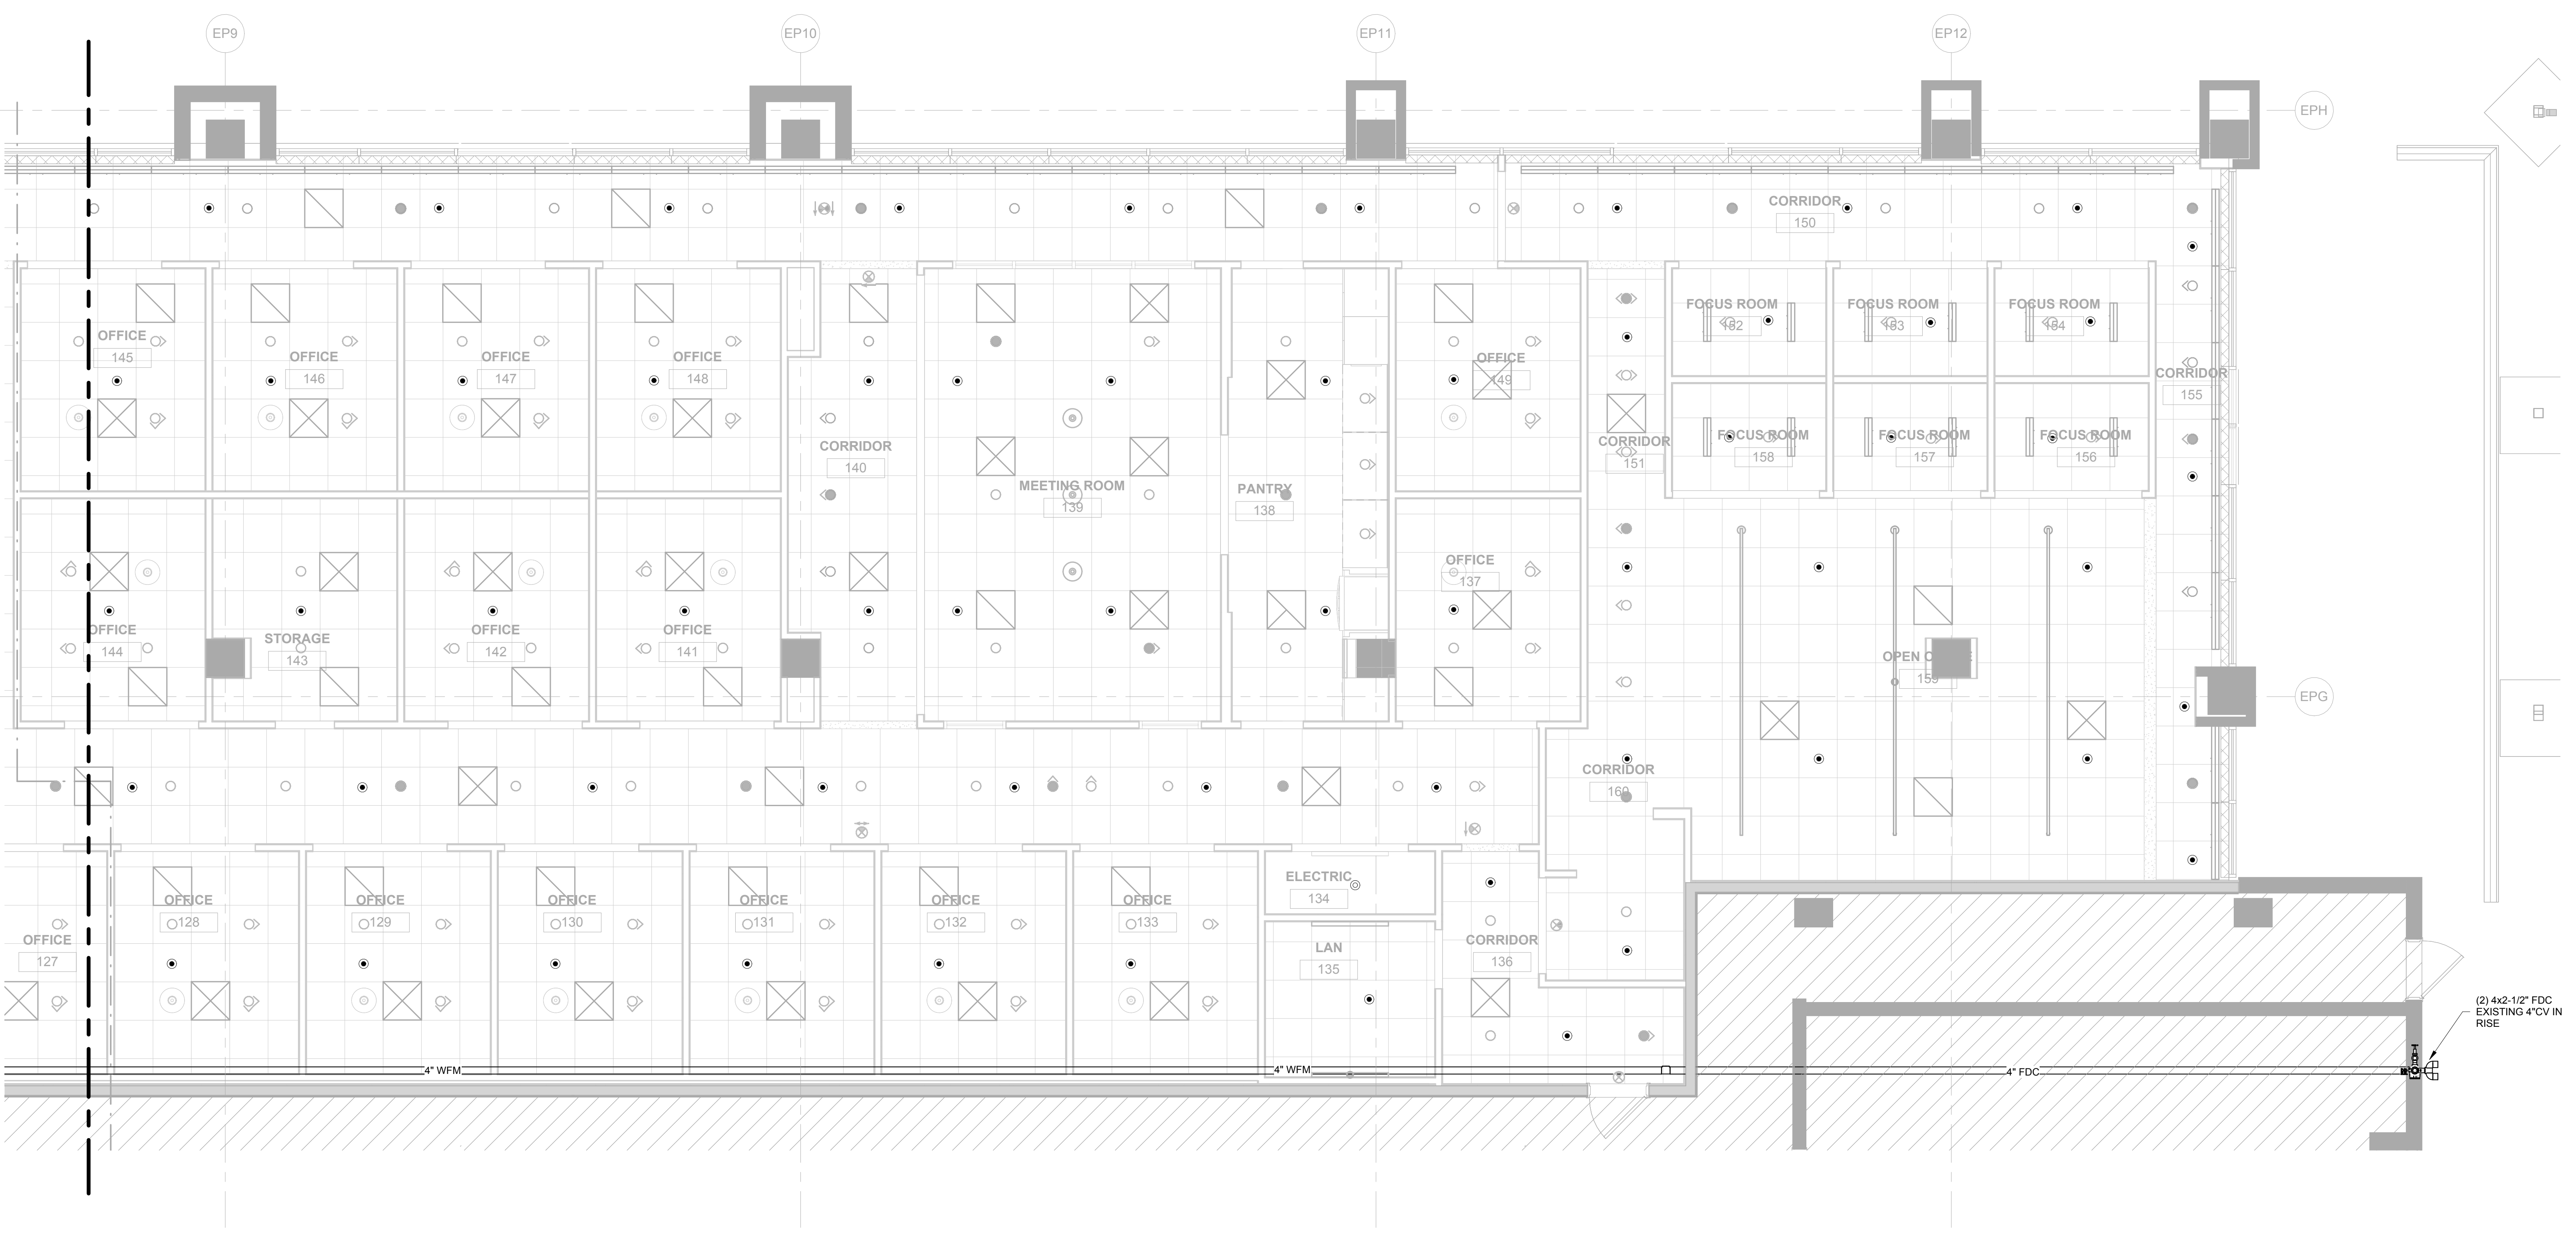 EP9
EP10
EP11
EP12
EPH
CORRIDOR
150
FOCUS ROOM
152
FOCUS ROOM
153
FOCUS ROOM
154
OFFICE
145
OFFICE
146
OFFICE
147
OFFICE
148
OFFICE
149
CORRIDOR
155
CORRIDOR
140
CORRIDOR
151
FOCUS ROOM
158
FOCUS ROOM
157
FOCUS ROOM
156
MEETING ROOM
139
PANTRY
138
OFFICE
137
OFFICE
144
STORAGE
143
OFFICE
142
OFFICE
141
OPEN
159
EPG
CORRIDOR
160
OFFICE
127
OFFICE
128
OFFICE
129
OFFICE
130
OFFICE
131
OFFICE
132
OFFICE
133
ELECTRIC
134
LAN
135
CORRIDOR
136
(2) 4x2-1/2" FDC
EXISTING 4"CV IN
RISE
4" WFM
4" WFM
4" FDC